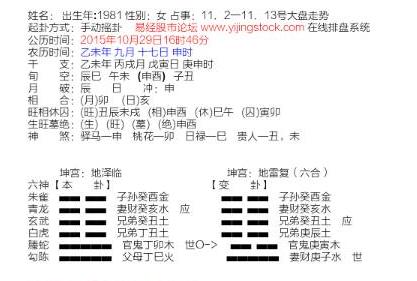 姓名： 出生年:1981 性别：女 占事：11．2—11．13号大盘走势
起卦方式：手动摇卦 易经股市论坛 www.yijingstock.com 在线排盘系统
公历时间：2015年10月29日16时46分
农历时间：乙未年 九月 十七日 申时
干支：乙未年 丙戌月 戊寅日 庚申时
旬空：辰巳 午未 (申酉) 子丑
月 破：辰 日 冲：申
相 合：(月)卯 (日)亥
旺相休囚：(旺)丑辰未戌 (相)申酉 (休)巳午 (囚)寅卯
生旺墓绝：(生) (旺) (墓) (绝)申酉
神 煞：驿马—申 桃花—卯 日禄—巳 贵人—丑，未
坤宫：地泽临 坤宫：地雷复（六合）
六神【本 卦】 【变 卦】
朱雀 子孙癸酉金 子孙癸酉金
青龙 妻财癸亥水 应 妻财癸亥水
玄武 兄弟癸丑土 兄弟癸丑土 应
白虎 兄弟丁丑土 兄弟庚辰土
螣蛇 官鬼丁卯木 世O-> 官鬼庚寅木
勾陈 父母丁巳火 妻财庚子水 世